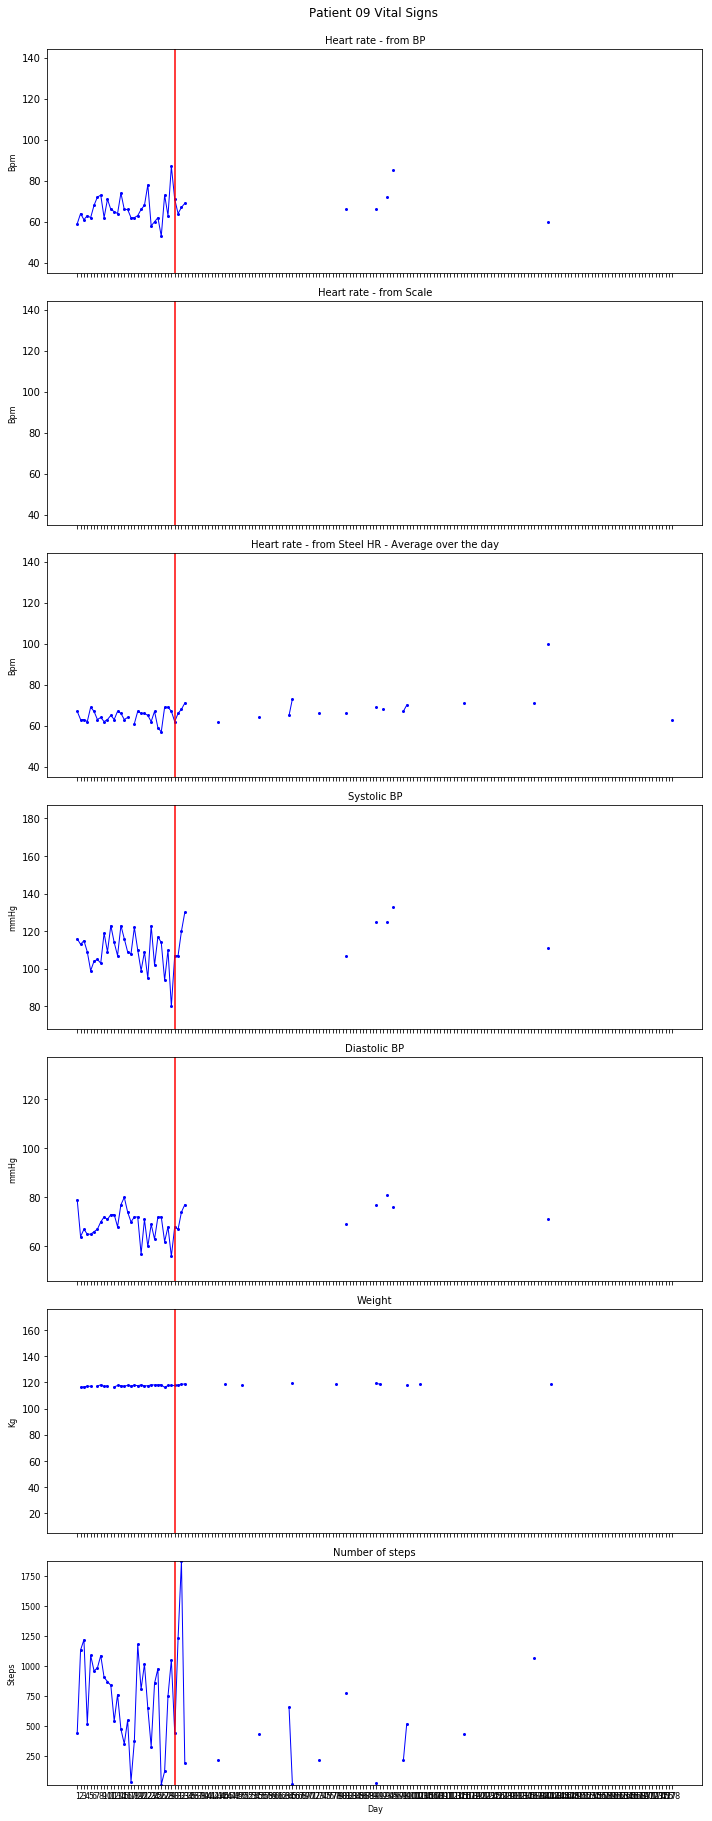 Patient 09 Vital Signs
Heart rate - from BP
140
120
100
80
60
40
Bpm
Heart rate - from Scale
140
120
100
80
60
40
Bpm
Heart rate - from Steel HR - Average over the day
140
120
100
80
60
40
Bpm
Systolic BP
180
160
140
120
100
80
mmHg
Diastolic BP
120
100
80
60
mmHg
Weight
160
140
120
100
80
60
40
20
Kg
Number of steps
1750
1500
1250
1000
750
500
250
Steps
Day